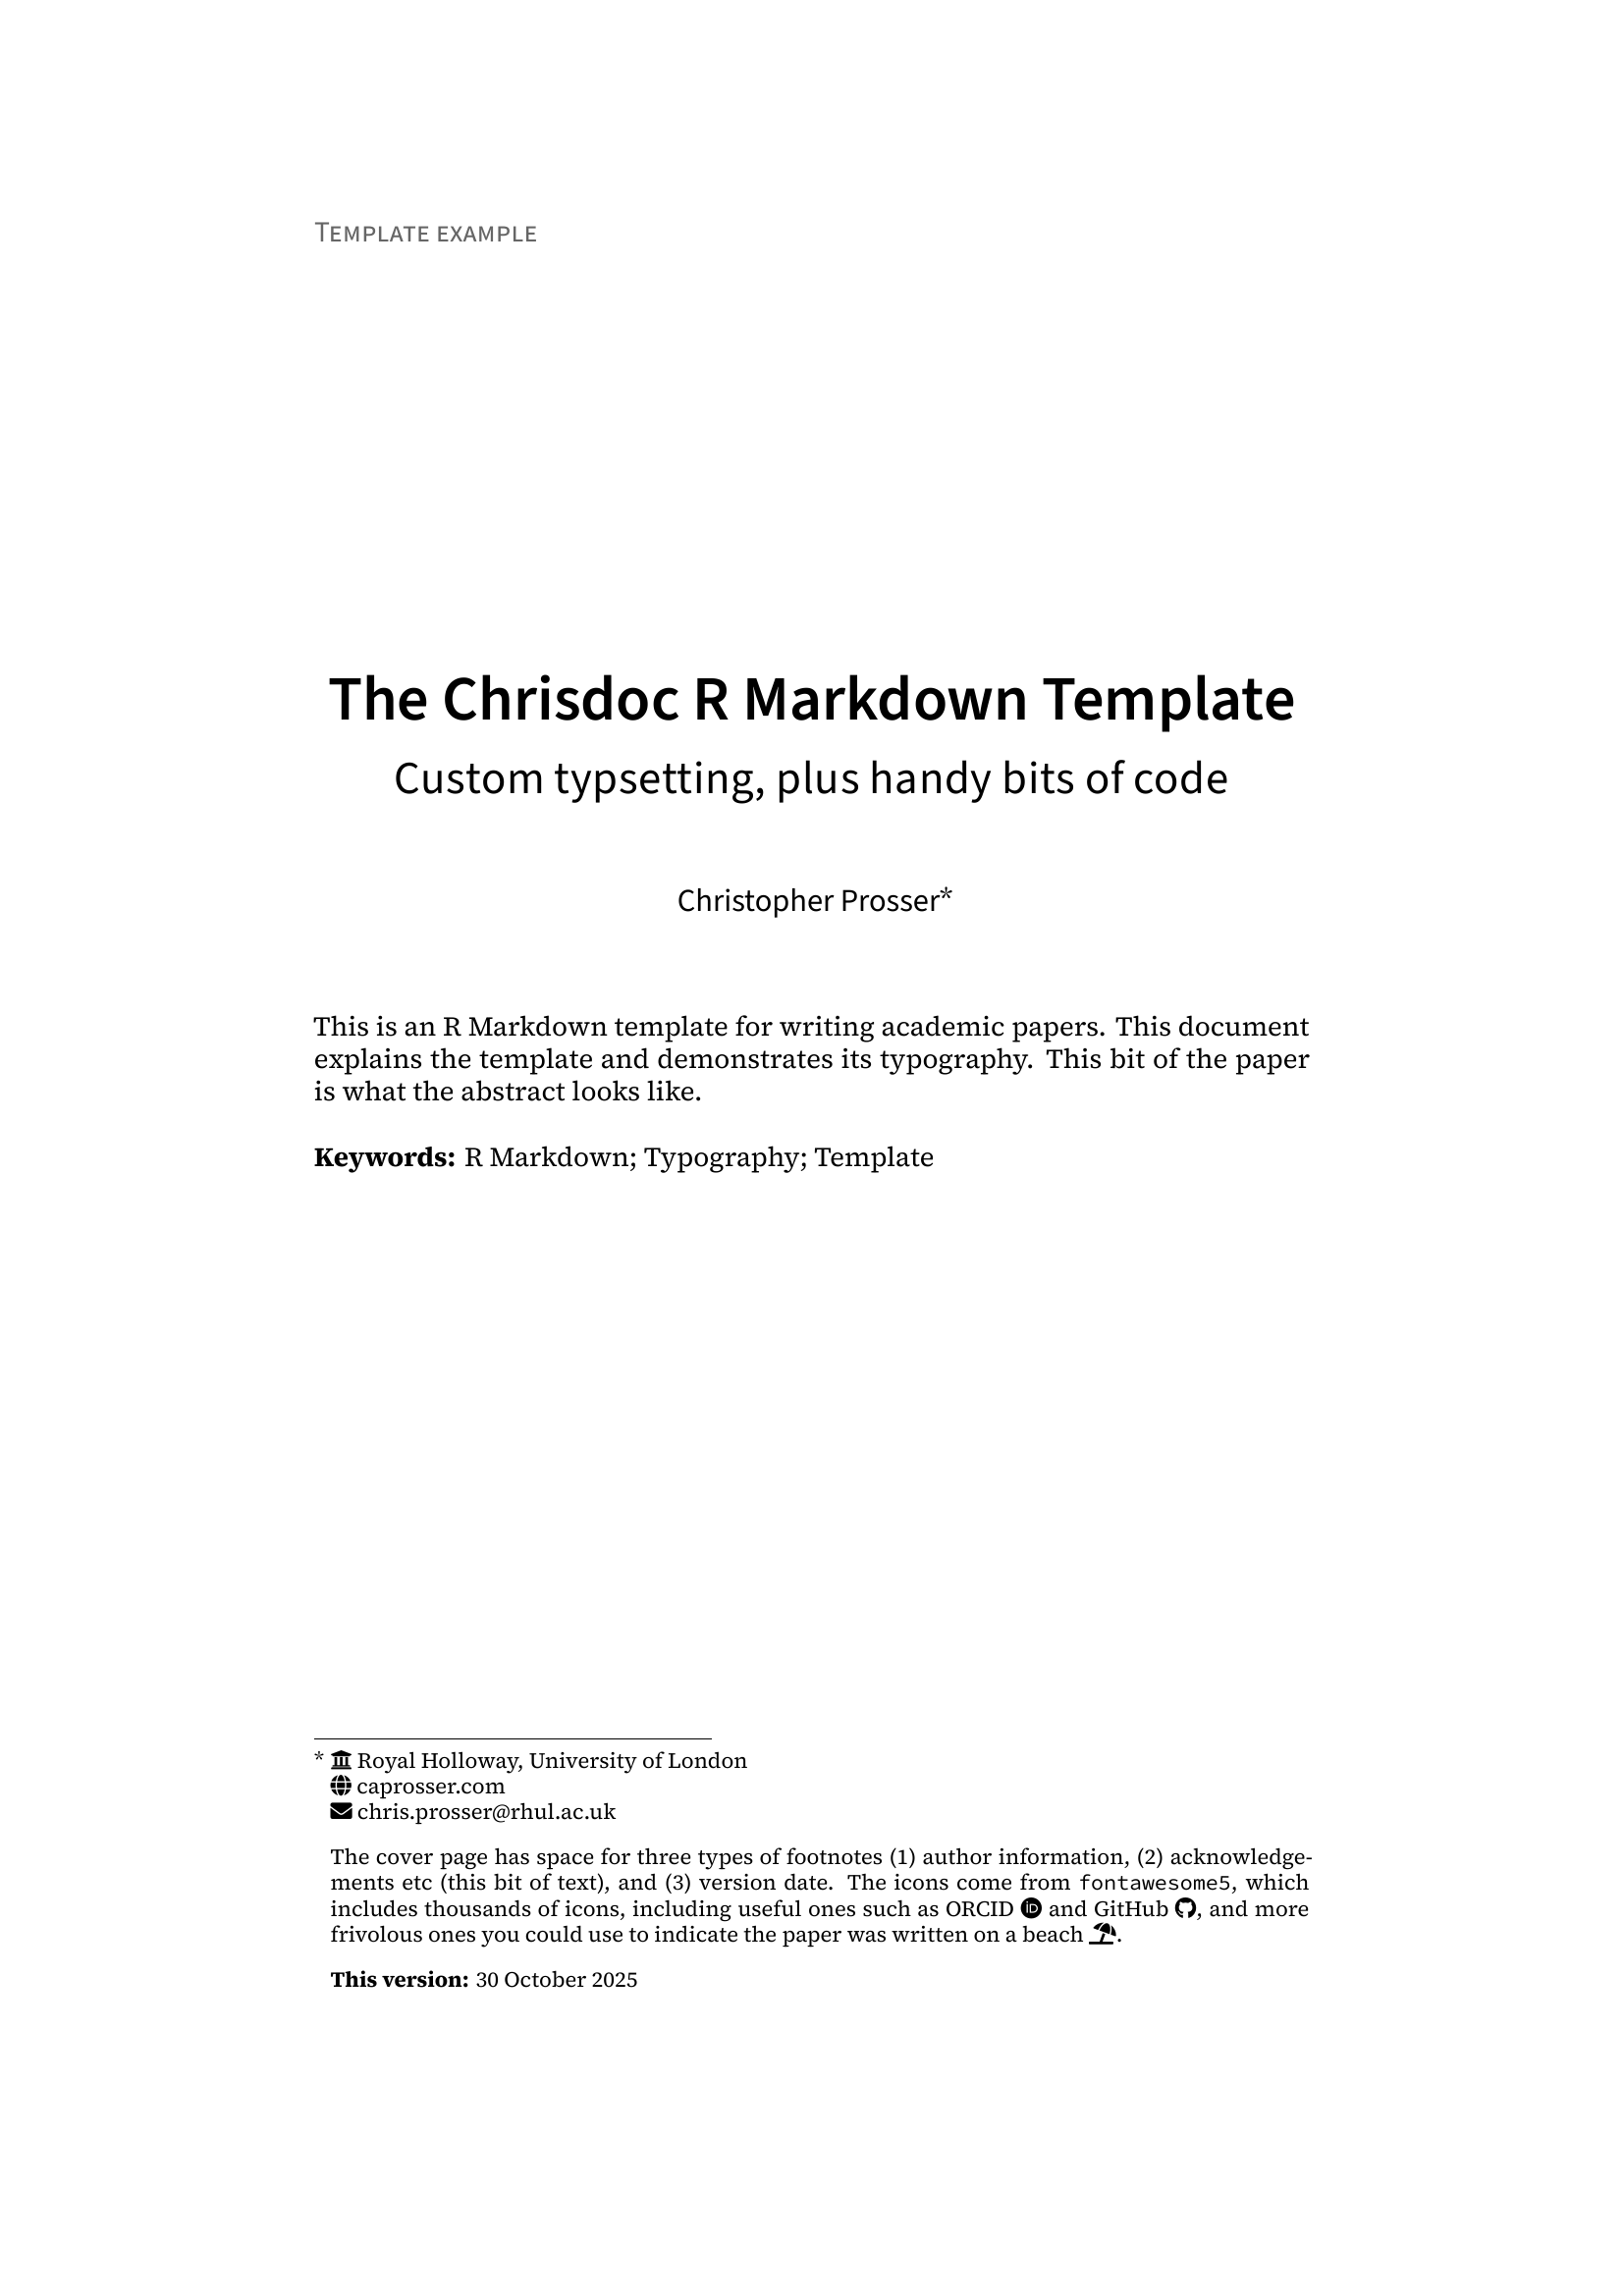 Template example
The Chrisdoc R Markdown Template
Custom typsetting, plus handy bits of code
Christopher Prosser*
This is an R Markdown template for writing academic papers. This document
explains the template and demonstrates its typography. This bit of the paper
is what the abstract looks like.
Keywords: R Markdown; Typography; Template
* Royal Holloway, University of London
caprosser.com
chris.prosser@rhul.ac.uk
The cover page has space for three types of footnotes (1) author information, (2) acknowledge-
ments etc (this bit of text), and (3) version date. The icons come from fontawesome5, which
includes thousands of icons, including useful ones such as ORCID iD and GitHub , and more
frivolous ones you could use to indicate the paper was written on a beach .
This version: 30 October 2025